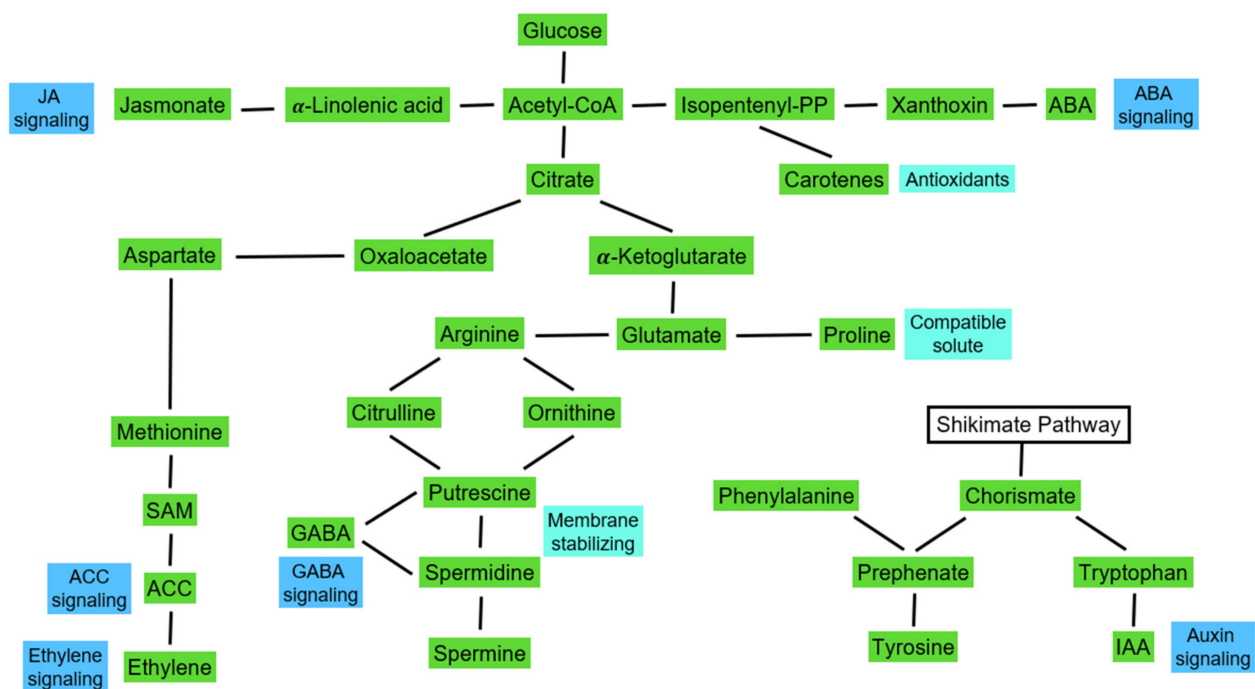 Glucose
JA
signaling
Jasmonate
α-Linolenic acid
Acetyl-CoA
Isopentenyl-PP
Xanthoxin
ABA
ABA
signaling
Citrate
Carotenes
Antioxidants
Aspartate
Oxaloacetate
α-Ketoglutarate
Arginine
Glutamate
Proline
Compatible
solute
Citrulline
Ornithine
Methionine
Shikimate Pathway
Putrescine
Phenylalanine
Chorismate
SAM
GABA
Membrane
stabilizing
GABA
signaling
Spermidine
Prephenate
Tryptophan
ACC
signaling
ACC
Spermine
Tyrosine
IAA
Auxin
signaling
Ethylene
signaling
Ethylene